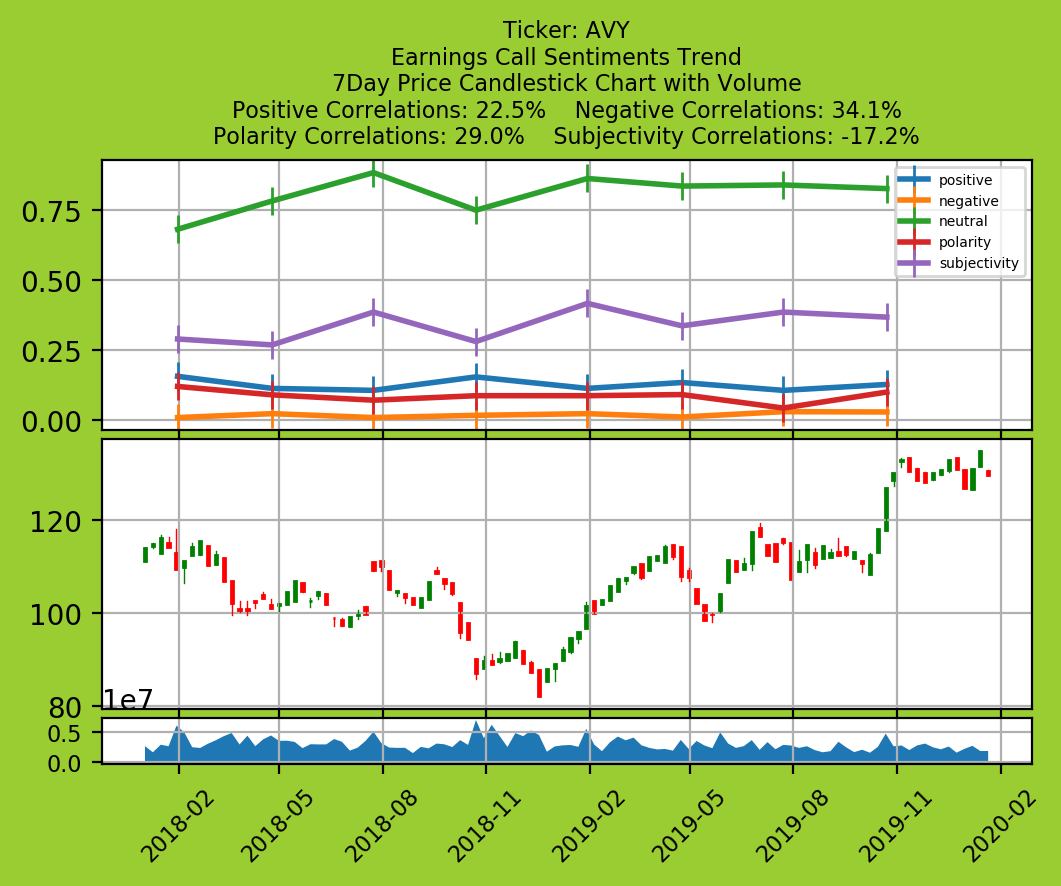 Ticker: AVY
Earnings Call Sentiments Trend
7Day Price Candlestick Chart with Volume
Positive Correlations: 22.5%    Negative Correlations: 34.1%
Polarity Correlations: 29.0%    Subjectivity Correlations: -17.2%
positive
negative
neutral
polarity
subjectivity
0.75
0.50
0.25
0.00
120
100
80
1e7
0.5
0.0
2018-02
2018-05
2018-08
2018-11
2019-02
2019-05
2019-08
2019-11
2020-02